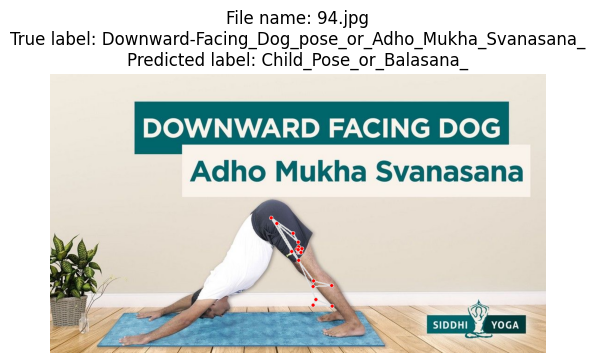 File name: 94.jpg
True label: Downward-Facing_Dog_pose_or_Adho_Mukha_Svanasana_
Predicted label: Child_Pose_or_Balasana_
DOWNWARD FACING DOG
Adho Mukha Svanasana
SIDDHI YOGA